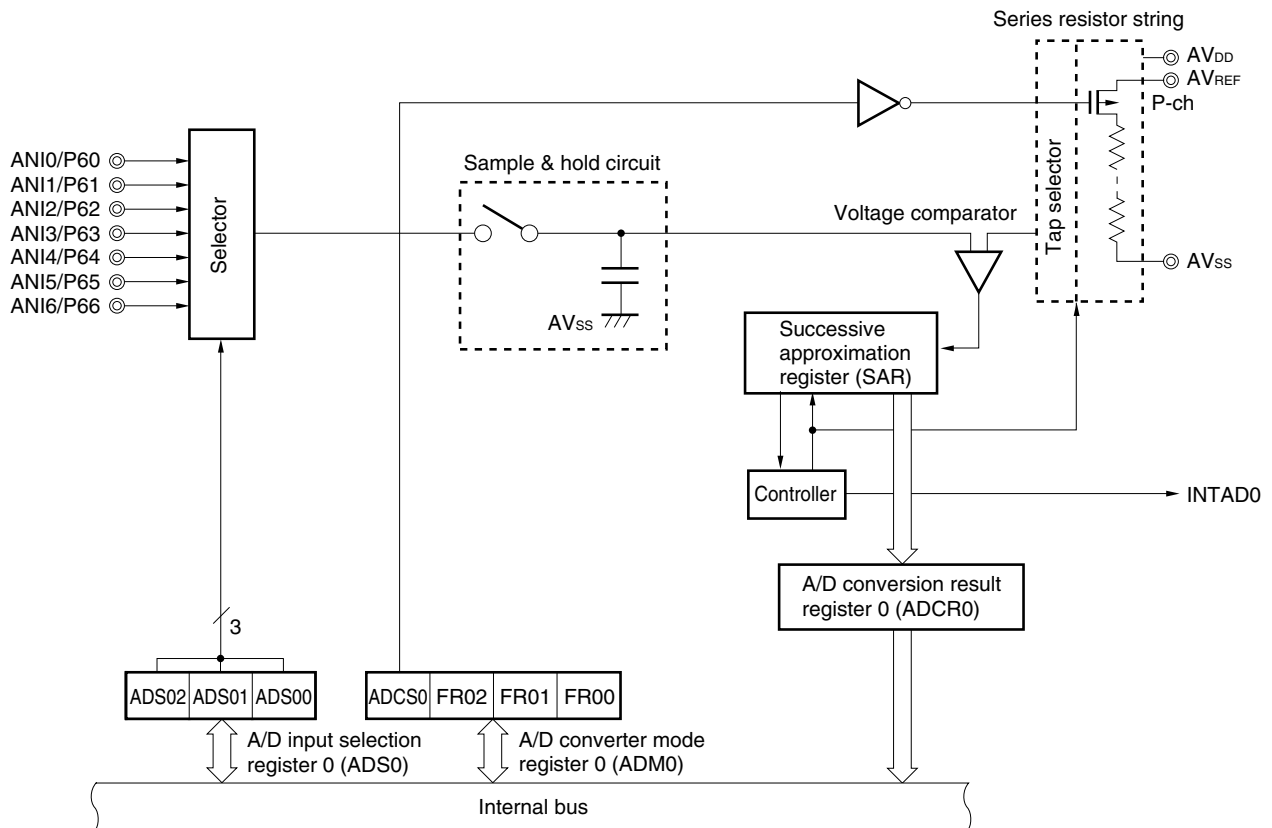 Series resistor string
AVDD
AVREF
P-ch
ANI0/P60
ANI1/P61
ANI2/P62
ANI3/P63
ANI4/P64
ANI5/P65
ANI6/P66
Selector
Sample & hold circuit
AVSS
Voltage comparator
Tap selector
AVSS
Successive
approximation
register (SAR)
Controller
INTAD0
A/D conversion result
register 0 (ADCR0)
3
ADS02 ADS01 ADS00
ADCS0 FR02 FR01 FR00
A/D input selection
register 0 (ADS0)
A/D converter mode
register 0 (ADM0)
Internal bus